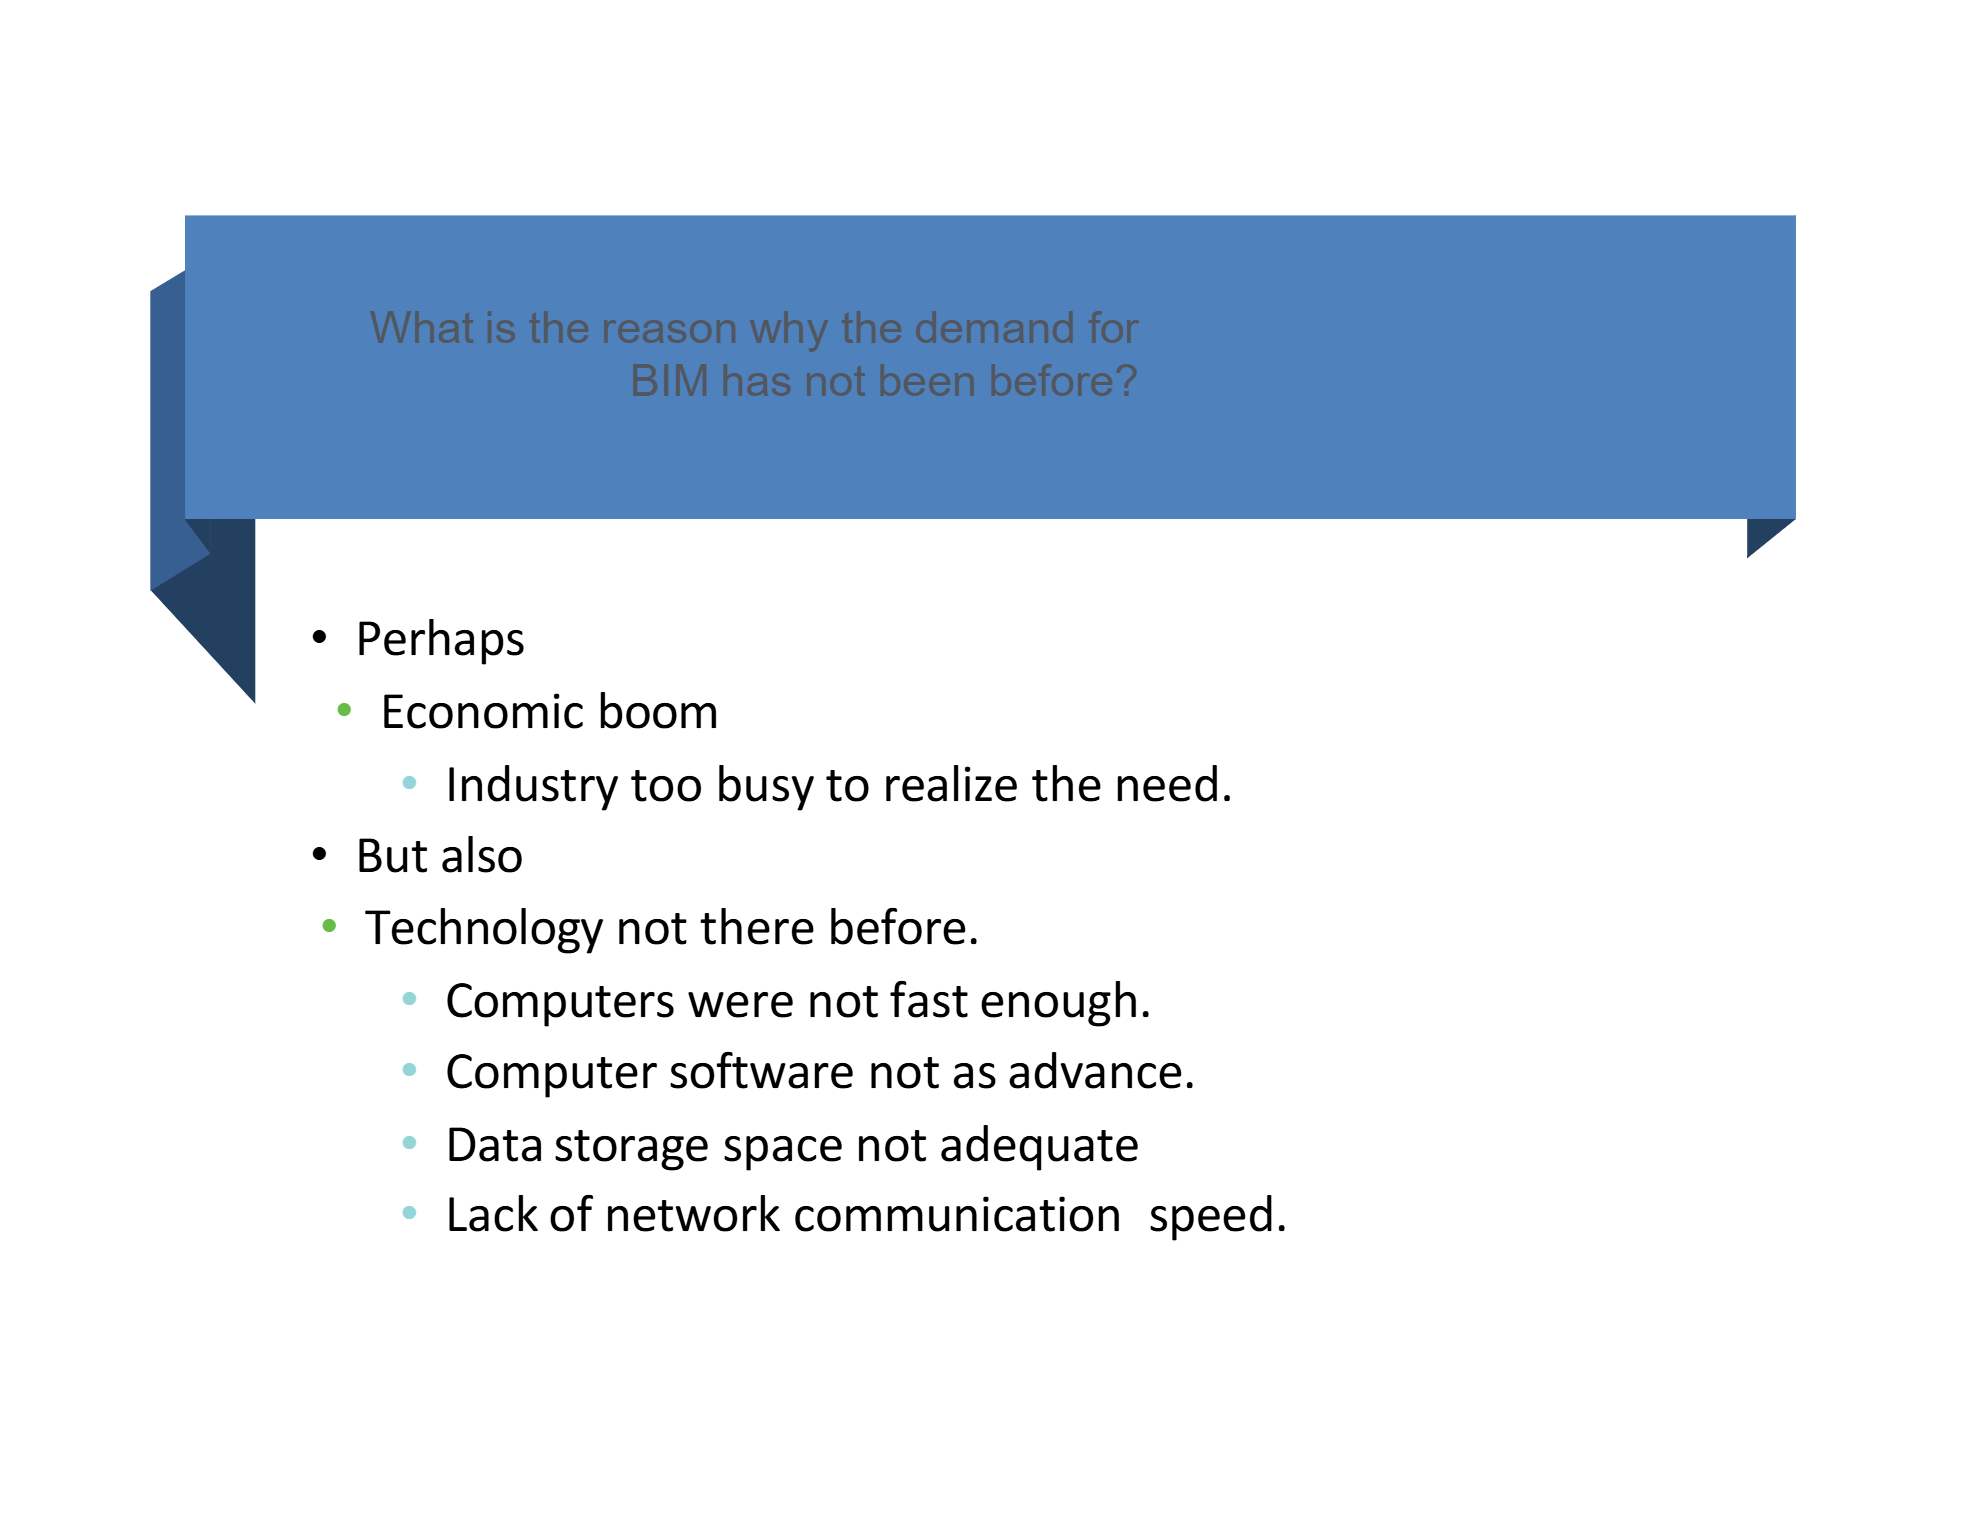 What is the reason why the demand for
BIM has not been before?
• Perhaps
• Economic boom
• Industry too busy to realize the need.
• But also
• Technology not there before.
• Computers were not fast enough.
• Computer software not as advance.
• Data storage space not adequate
• Lack of network communication speed.